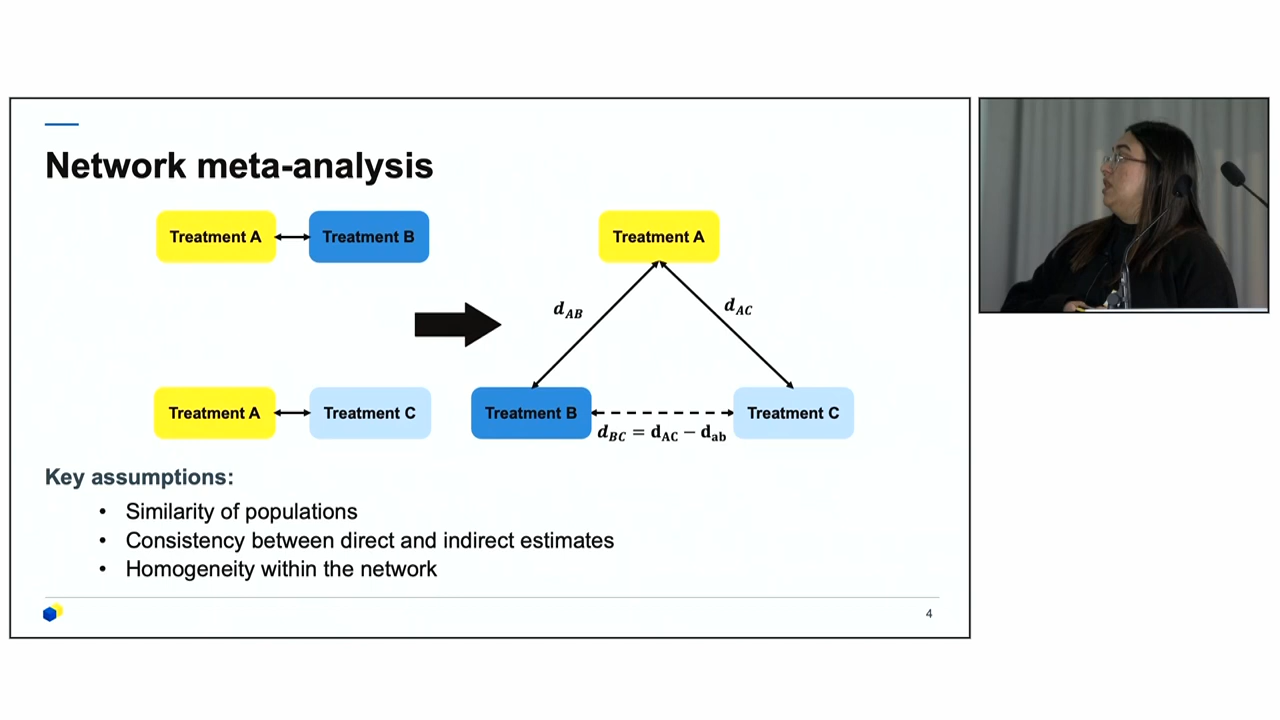 Network meta-analysis
Treatment A
Treatment B
Treatment A
d_AB
d_AC
Treatment A
Treatment C
Treatment B
Treatment C
d_BC = d_AC − d_ab
Key assumptions:
• Similarity of populations
• Consistency between direct and indirect estimates
• Homogeneity within the network
4